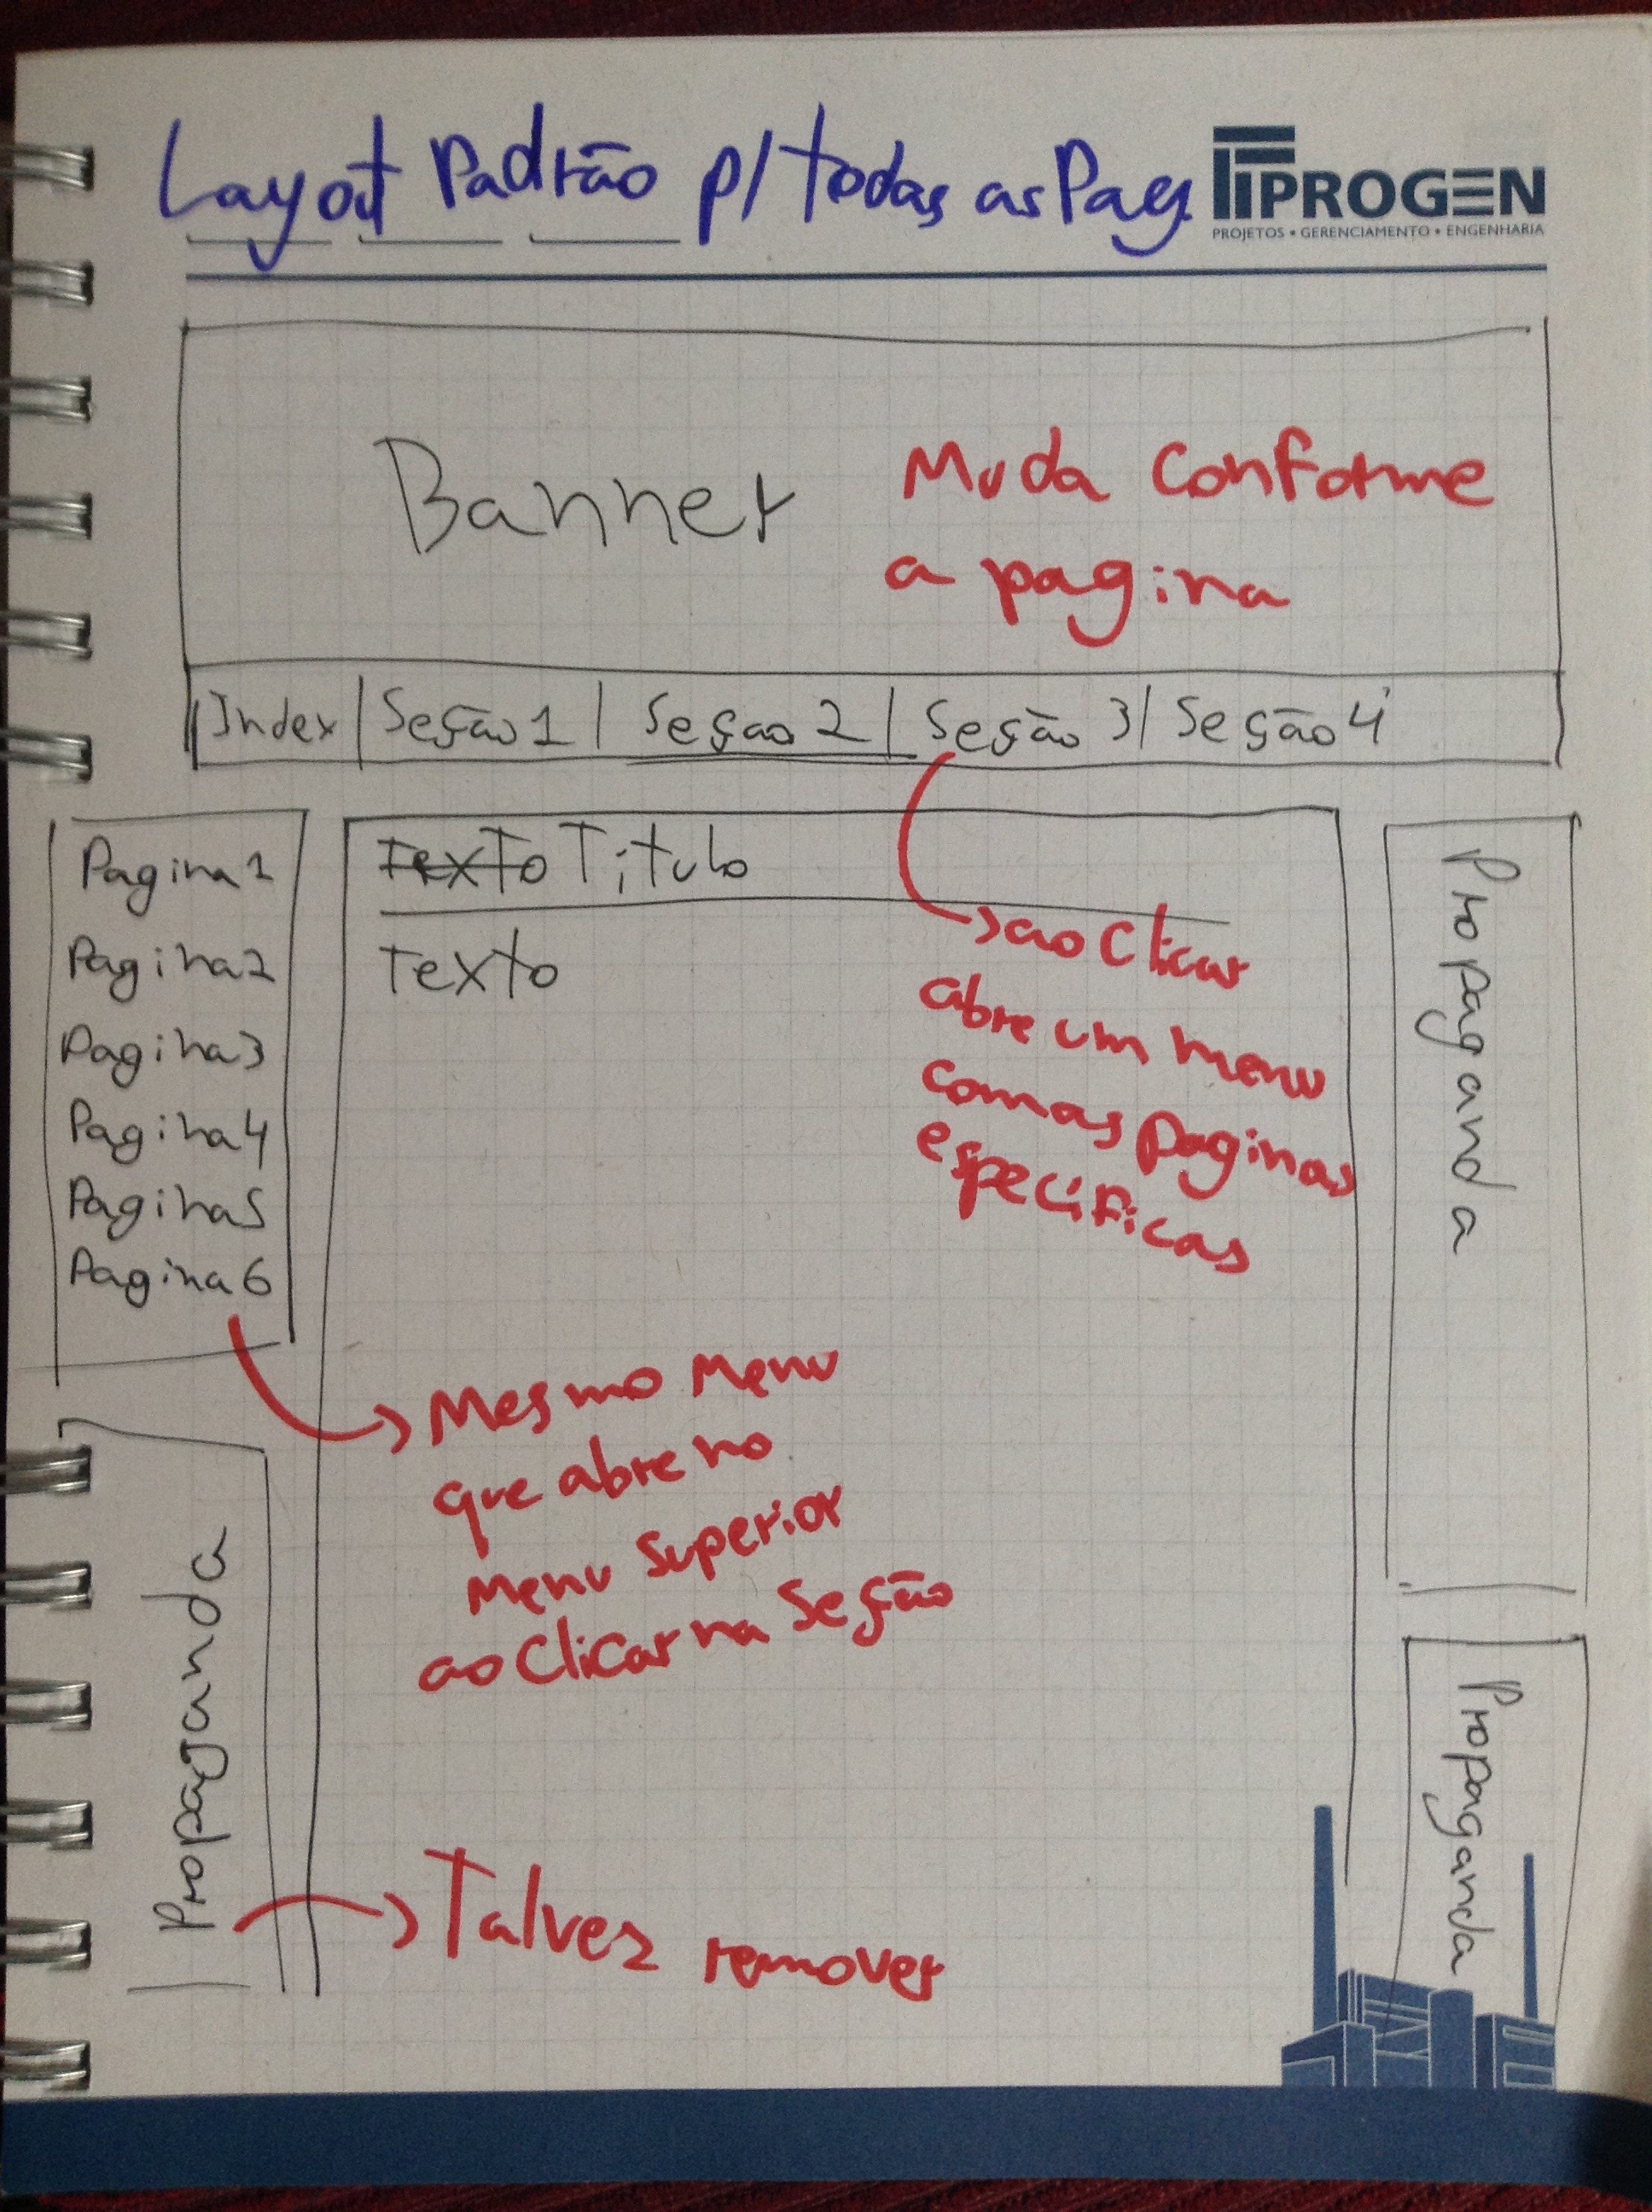 Layout Padrão p/ todas as Pag.
PROGEN
PROJETOS • GERENCIAMENTO • ENGENHARIA
Banner
Muda conforme
a pagina
Index | Seção 1 | Seçao 2 | Seção 3 | Seção 4
Pagina 1
Pagina 2
Pagina 3
Pagina 4
Pagina 5
Pagina 6
Texto Titulo
Texto
ao clicar
abre um menu
com as paginas
especificas
Propaganda
Mesmo menu
que abre no
menu superior
ao clicar na Seção
Propaganda
Talvez remover
Propaganda